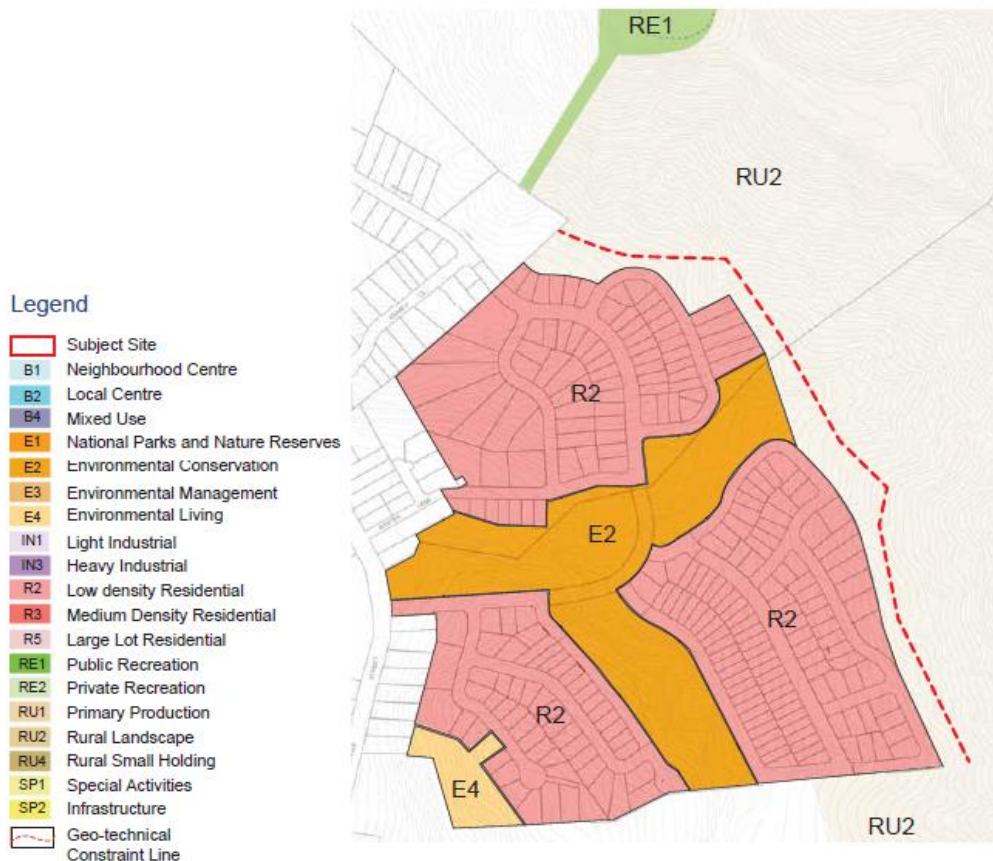 RE1
RU2
R2
E2
R2
R2
E4
RU2
Legend
Subject Site
B1 Neighbourhood Centre
B2 Local Centre
B4 Mixed Use
E1 National Parks and Nature Reserves
E2 Environmental Conservation
E3 Environmental Management
E4 Environmental Living
IN1 Light Industrial
IN3 Heavy Industrial
R2 Low density Residential
R3 Medium Density Residential
R5 Large Lot Residential
RE1 Public Recreation
RE2 Private Recreation
RU1 Primary Production
RU2 Rural Landscape
RU4 Rural Small Holding
SP1 Special Activities
SP2 Infrastructure
Geo-technical
Constraint Line